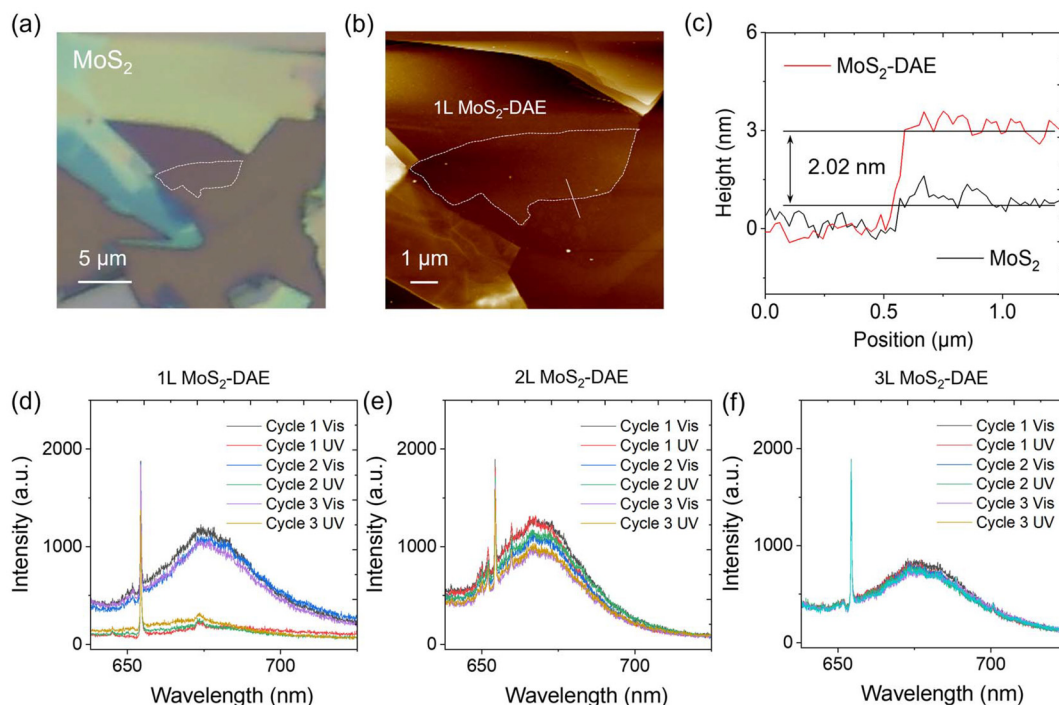 (a)
MoS₂
5 µm
(b)
1L MoS₂-DAE
1 µm
(c)
6
3
0
-3
Height (nm)
MoS₂-DAE
2.02 nm
MoS₂
0.0
0.5
1.0
Position (µm)
(d)
1L MoS₂-DAE
2000
1000
0
Intensity (a.u.)
Cycle 1 Vis
Cycle 1 UV
Cycle 2 Vis
Cycle 2 UV
Cycle 3 Vis
Cycle 3 UV
650
700
Wavelength (nm)
(e)
2L MoS₂-DAE
2000
1000
0
Intensity (a.u.)
Cycle 1 Vis
Cycle 1 UV
Cycle 2 Vis
Cycle 2 UV
Cycle 3 Vis
Cycle 3 UV
650
700
Wavelength (nm)
(f)
3L MoS₂-DAE
2000
1000
0
Intensity (a.u.)
Cycle 1 Vis
Cycle 1 UV
Cycle 2 Vis
Cycle 2 UV
Cycle 3 Vis
Cycle 3 UV
650
700
Wavelength (nm)